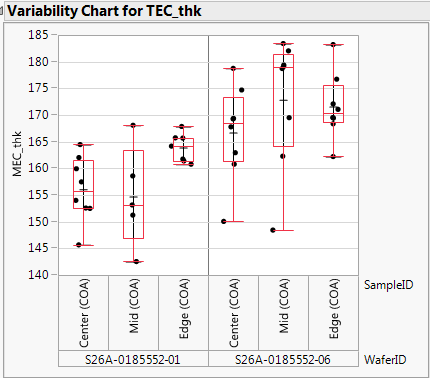 Variability Chart for TEC_thk
185
180
175
170
165
160
155
150
145
140
MEC_thk
Center (COA)
Mid (COA)
Edge (COA)
Center (COA)
Mid (COA)
Edge (COA)
SampleID
S26A-0185552-01
S26A-0185552-06
WaferID